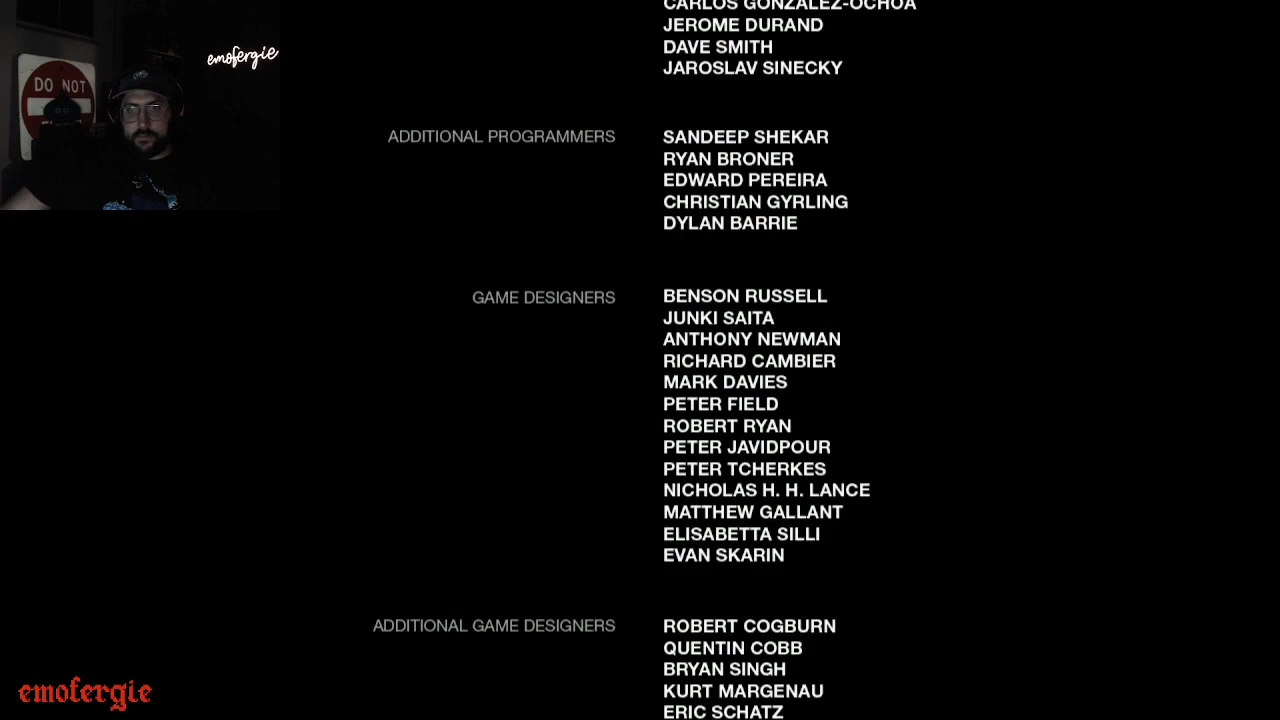 CARLOS GONZALEZ-OCHOA
JEROME DURAND
DAVE SMITH
JAROSLAV SINECKY
emofergie
DO NOT
ADDITIONAL PROGRAMMERS
SANDEEP SHEKAR
RYAN BRONER
EDWARD PEREIRA
CHRISTIAN GYRLING
DYLAN BARRIE
GAME DESIGNERS
BENSON RUSSELL
JUNKI SAITA
ANTHONY NEWMAN
RICHARD CAMBIER
MARK DAVIES
PETER FIELD
ROBERT RYAN
PETER JAVIDPOUR
PETER TCHERKES
NICHOLAS H. H. LANCE
MATTHEW GALLANT
ELISABETTA SILLI
EVAN SKARIN
ADDITIONAL GAME DESIGNERS
ROBERT COGBURN
QUENTIN COBB
BRYAN SINGH
KURT MARGENAU
ERIC SCHATZ
emofergie